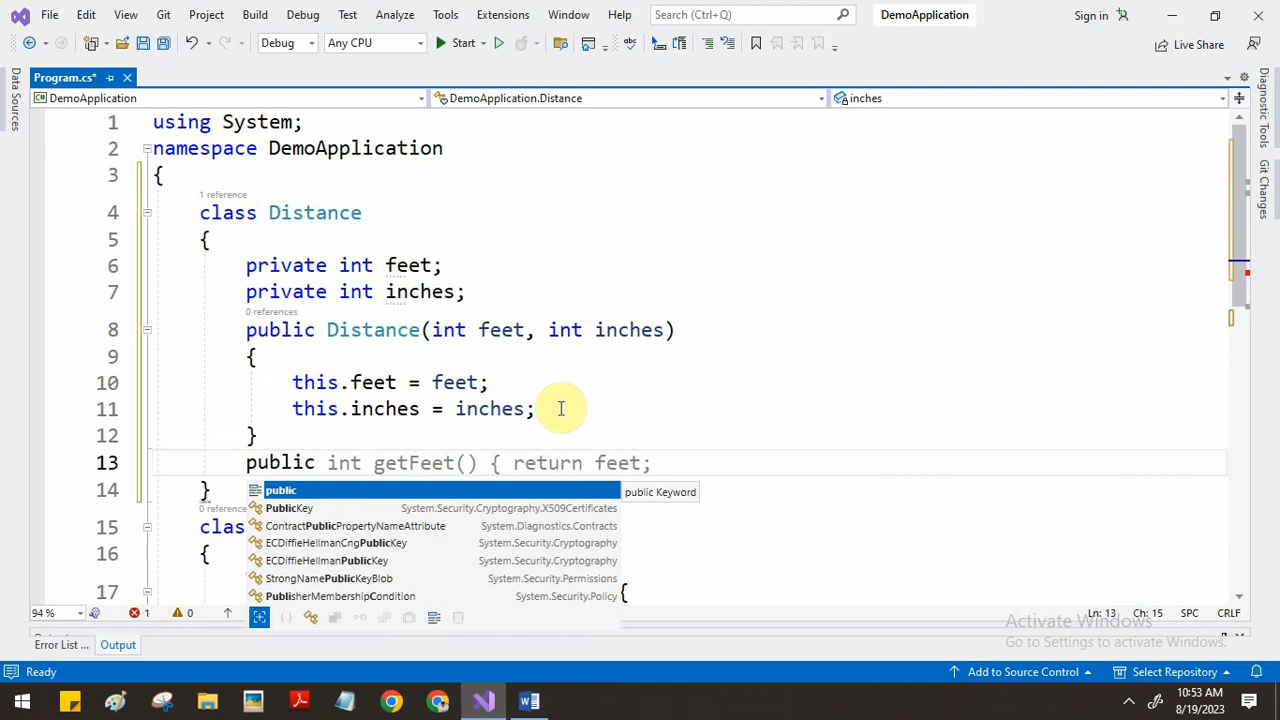 File Edit View Git Project Build Debug Test Analyze Tools Extensions Window Help Search (Ctrl+Q) DemoApplication Sign in
Debug Any CPU Start Live Share
Program.cs*
DemoApplication DemoApplication.Distance inches
Data Sources
Diagnostic Tools
Git Changes
1 using System;
2 namespace DemoApplication
3 {
1 reference
4 class Distance
5 {
6 private int feet;
7 private int inches;
0 references
8 public Distance(int feet, int inches)
9 {
10 this.feet = feet;
11 this.inches = inches;
12 }
13 public int getFeet() { return feet;
14 }
public public Keyword
0 reference
PublicKey System.Security.Cryptography.X509Certificates
15 clas
ContractPublicPropertyNameAttribute System.Diagnostics.Contracts
ECDiffieHellmanCngPublicKey System.Security.Cryptography
16 {
ECDiffieHellmanPublicKey System.Security.Cryptography
StrongNamePublicKeyBlob System.Security.Permissions
17 {
PublisherMembershipCondition System.Security.Policy
94 % 1 0 Ln: 13 Ch: 15 SPC CRLF
Activate Windows
Go to Settings to activate Windows.
Error List ... Output
Ready Add to Source Control Select Repository
10:53 AM
8/19/2023